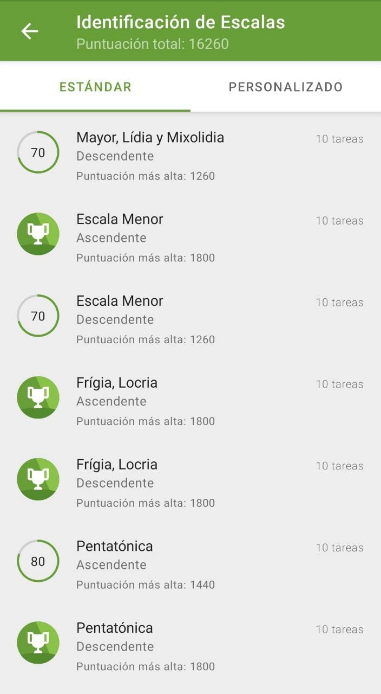 Identificación de Escalas
Puntuación total: 16260
ESTÁNDAR
PERSONALIZADO
Mayor, Lídia y Mixolidia
10 tareas
70
Descendente
Puntuación más alta: 1260
Escala Menor
10 tareas
Ascendente
Puntuación más alta: 1800
Escala Menor
10 tareas
70
Descendente
Puntuación más alta: 1260
Frígia, Locria
10 tareas
Ascendente
Puntuación más alta: 1800
Frígia, Locria
10 tareas
Descendente
Puntuación más alta: 1800
Pentatónica
10 tareas
80
Ascendente
Puntuación más alta: 1440
Pentatónica
10 tareas
Descendente
Puntuación más alta: 1800